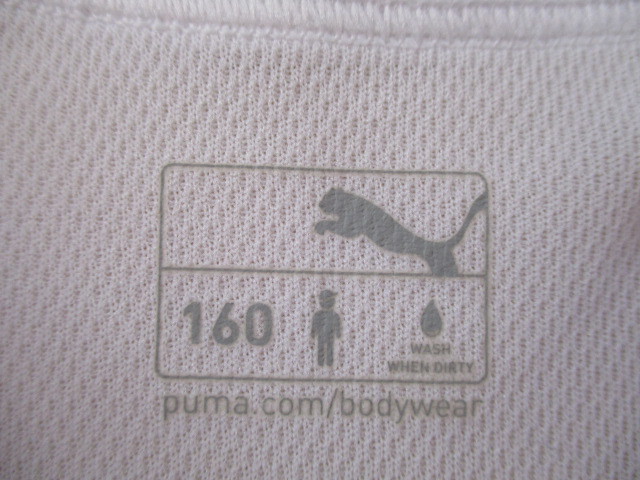 160
WASH
WHEN DIRTY
puma.com/bodywear